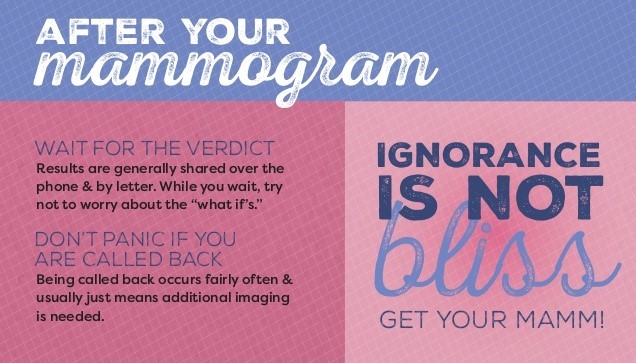 AFTER YOUR
mammogram
WAIT FOR THE VERDICT
Results are generally shared over the
phone & by letter. While you wait, try
not to worry about the “what if’s.”
DON’T PANIC IF YOU
ARE CALLED BACK
Being called back occurs fairly often &
usually just means additional imaging
is needed.
IGNORANCE
IS NOT
bliss
GET YOUR MAMM!